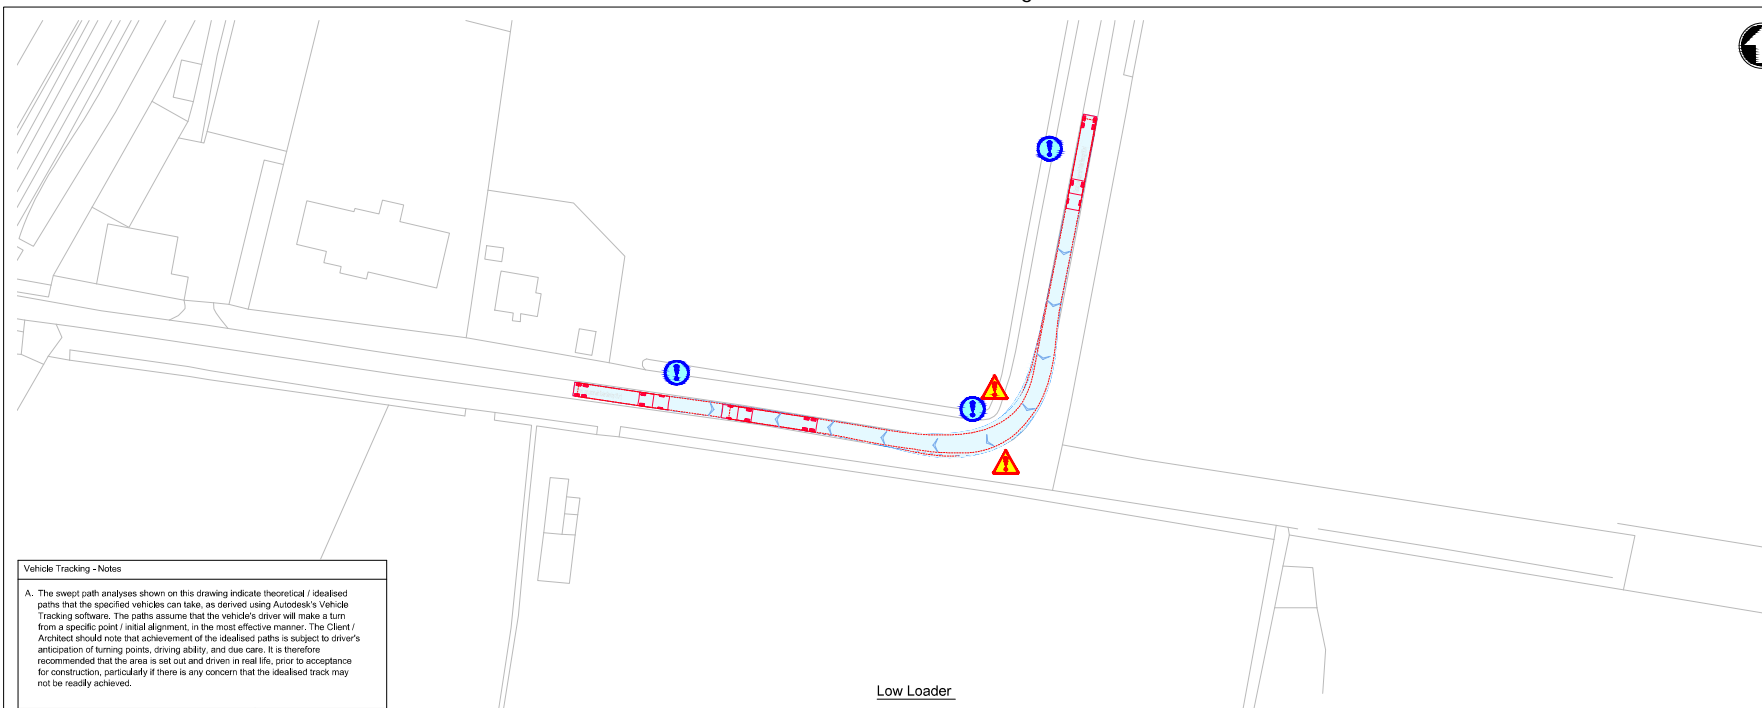 Vehicle Tracking - Notes
A. The swept path analyses shown on this drawing indicate theoretical / idealised
paths that the specified vehicles can take, as derived using Autodesk's Vehicle
Tracking software. The paths assume that the vehicle's driver will make a turn
from a specific point / initial alignment, in the most effective manner. The Client /
Architect should note that achievement of the idealised paths is subject to driver's
anticipation of turning points, driving ability, and due care. It is therefore
recommended that the area is set out and driven in real life, prior to acceptance
for construction, particularly if there is any concern that the idealised track may
not be readily achieved.
Low Loader